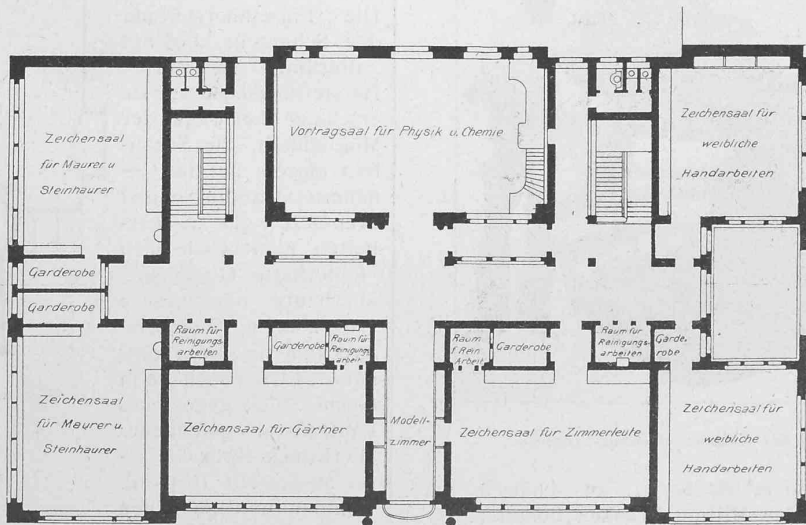 Vortragsaal für Physik u. Chemie
Zeichensaal
für Maurer u
Steinhaurer
Zeichensaal für
weibliche
Handarbeiten
Garderobe
Garderobe
Raum für
Reinigungs
arbeiten
Garderobe
Raum für
Reinigungs
arbeit.
Raum
f. Rein.
Arbeit
Garderobe
Raum für
Reinigungs-
arbeiten
Garde.
robe
Zeichensaal
für Maurer u.
Steinhaurer
Zeichensaal für Gärtner
Modell-
zimmer
Zeichensaal für Zimmerleute
Zeichensaal für
weibliche
Handarbeiten